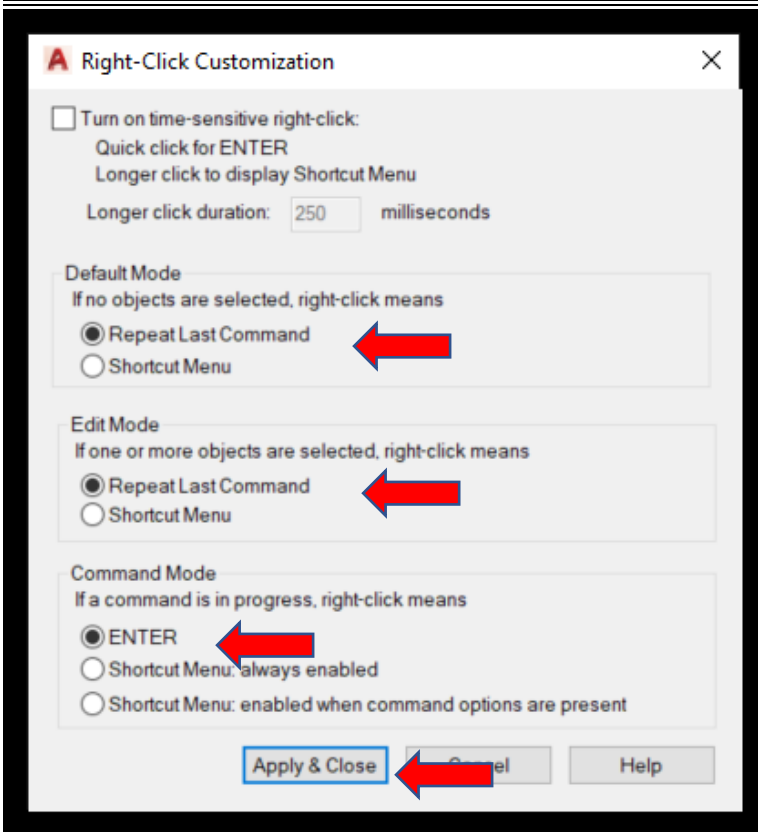 Right-Click Customization
Turn on time-sensitive right-click:
Quick click for ENTER
Longer click to display Shortcut Menu
Longer click duration: 250 milliseconds
Default Mode
If no objects are selected, right-click means
Repeat Last Command
Shortcut Menu
Edit Mode
If one or more objects are selected, right-click means
Repeat Last Command
Shortcut Menu
Command Mode
If a command is in progress, right-click means
ENTER
Shortcut Menu: always enabled
Shortcut Menu: enabled when command options are present
Apply & Close Cancel Help